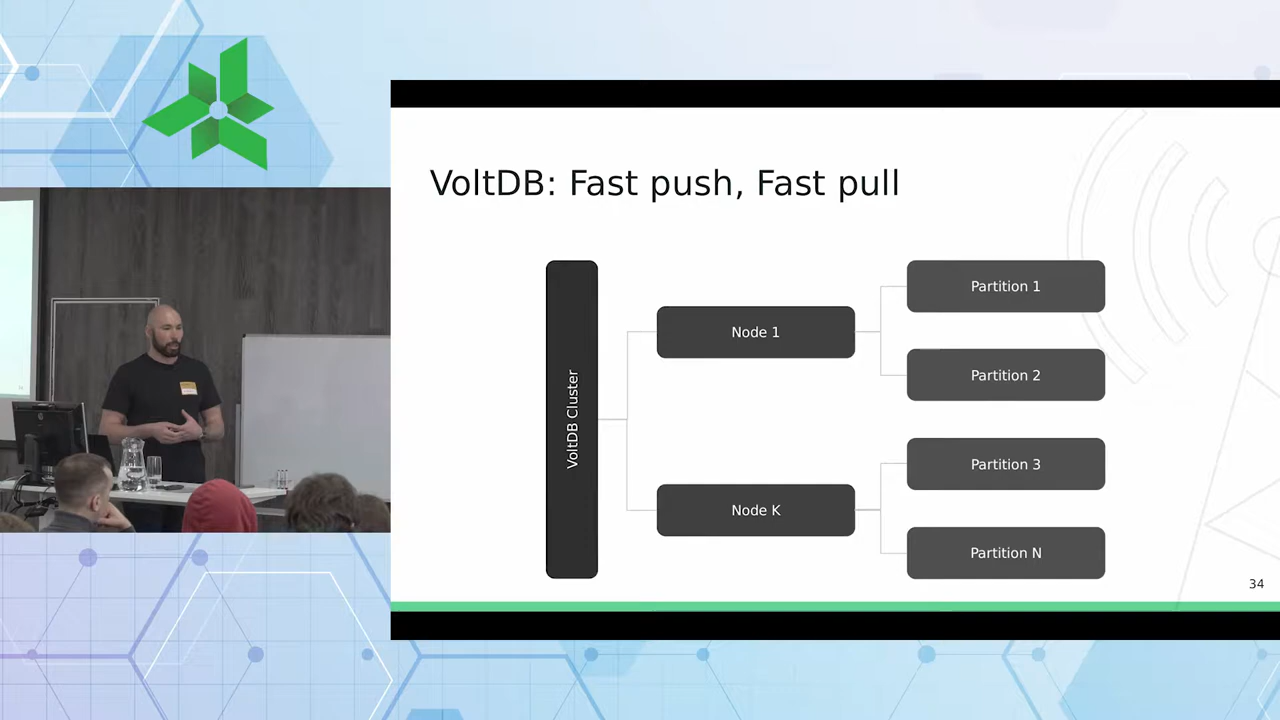 VoltDB: Fast push, Fast pull
VoltDB Cluster
Node 1
Node K
Partition 1
Partition 2
Partition 3
Partition N
34